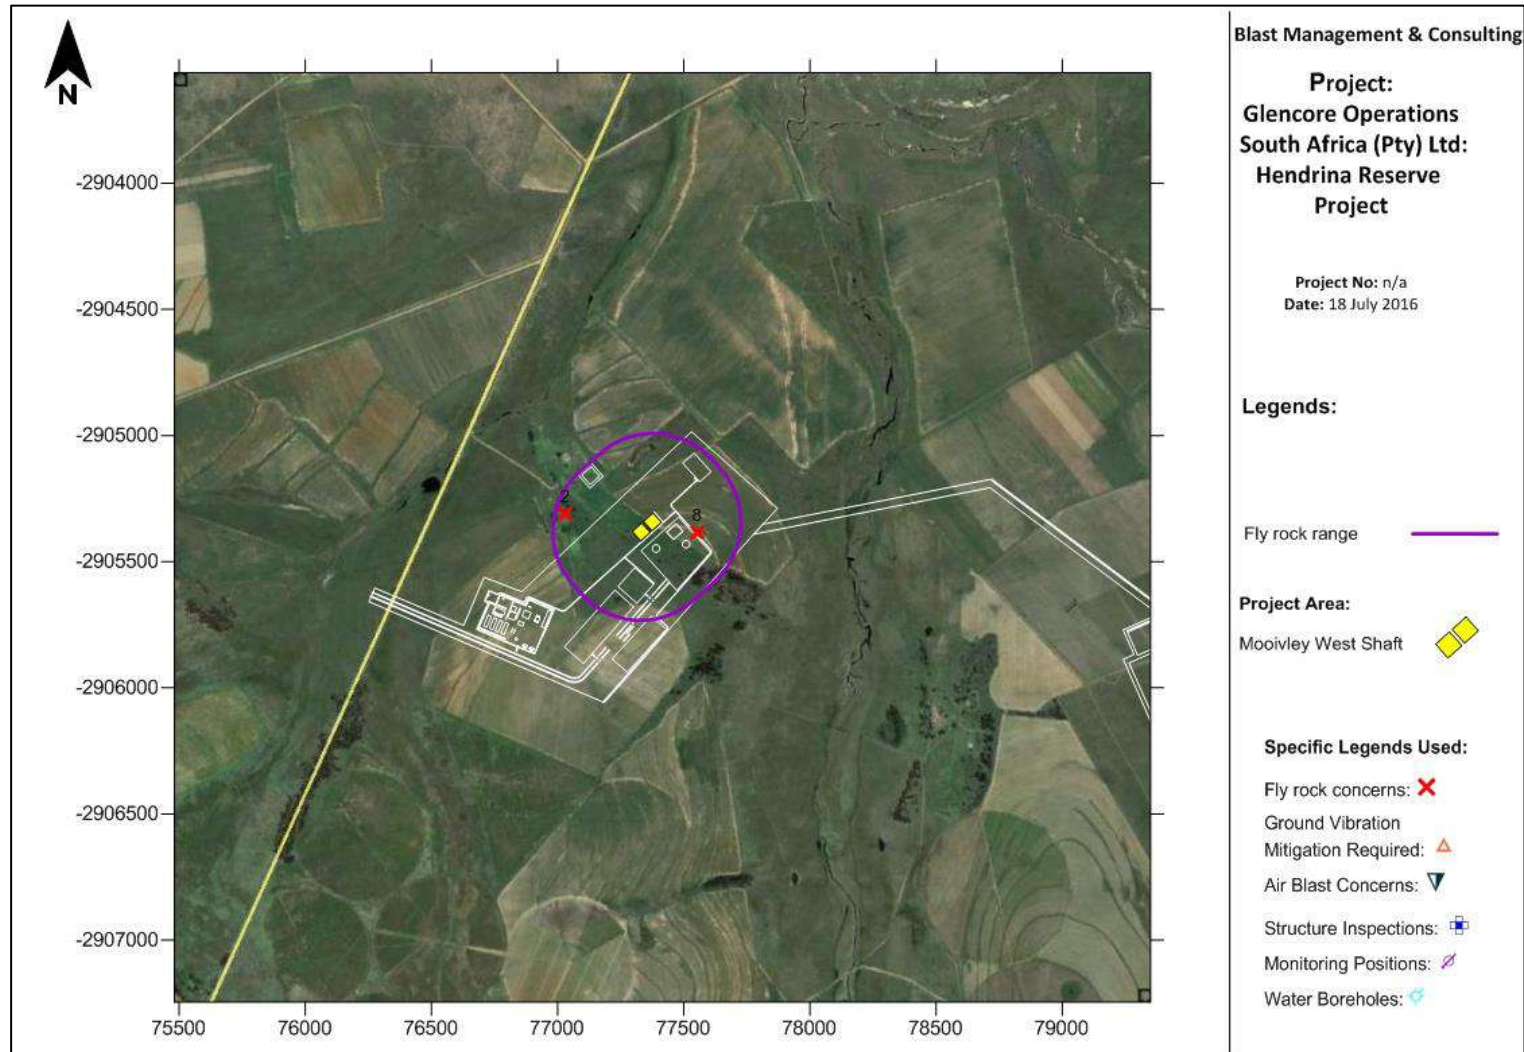 N
-2904000
-2904500
-2905000
-2905500
-2906000
-2906500
-2907000
75500 76000 76500 77000 77500 78000 78500 79000
2
8
Blast Management & Consulting
Project:
Glencore Operations
South Africa (Pty) Ltd:
Hendrina Reserve
Project
Project No: n/a
Date: 18 July 2016
Legends:
Fly rock range
Project Area:
Mooivley West Shaft
Specific Legends Used:
Fly rock concerns:
Ground Vibration
Mitigation Required:
Air Blast Concerns:
Structure Inspections:
Monitoring Positions:
Water Boreholes: